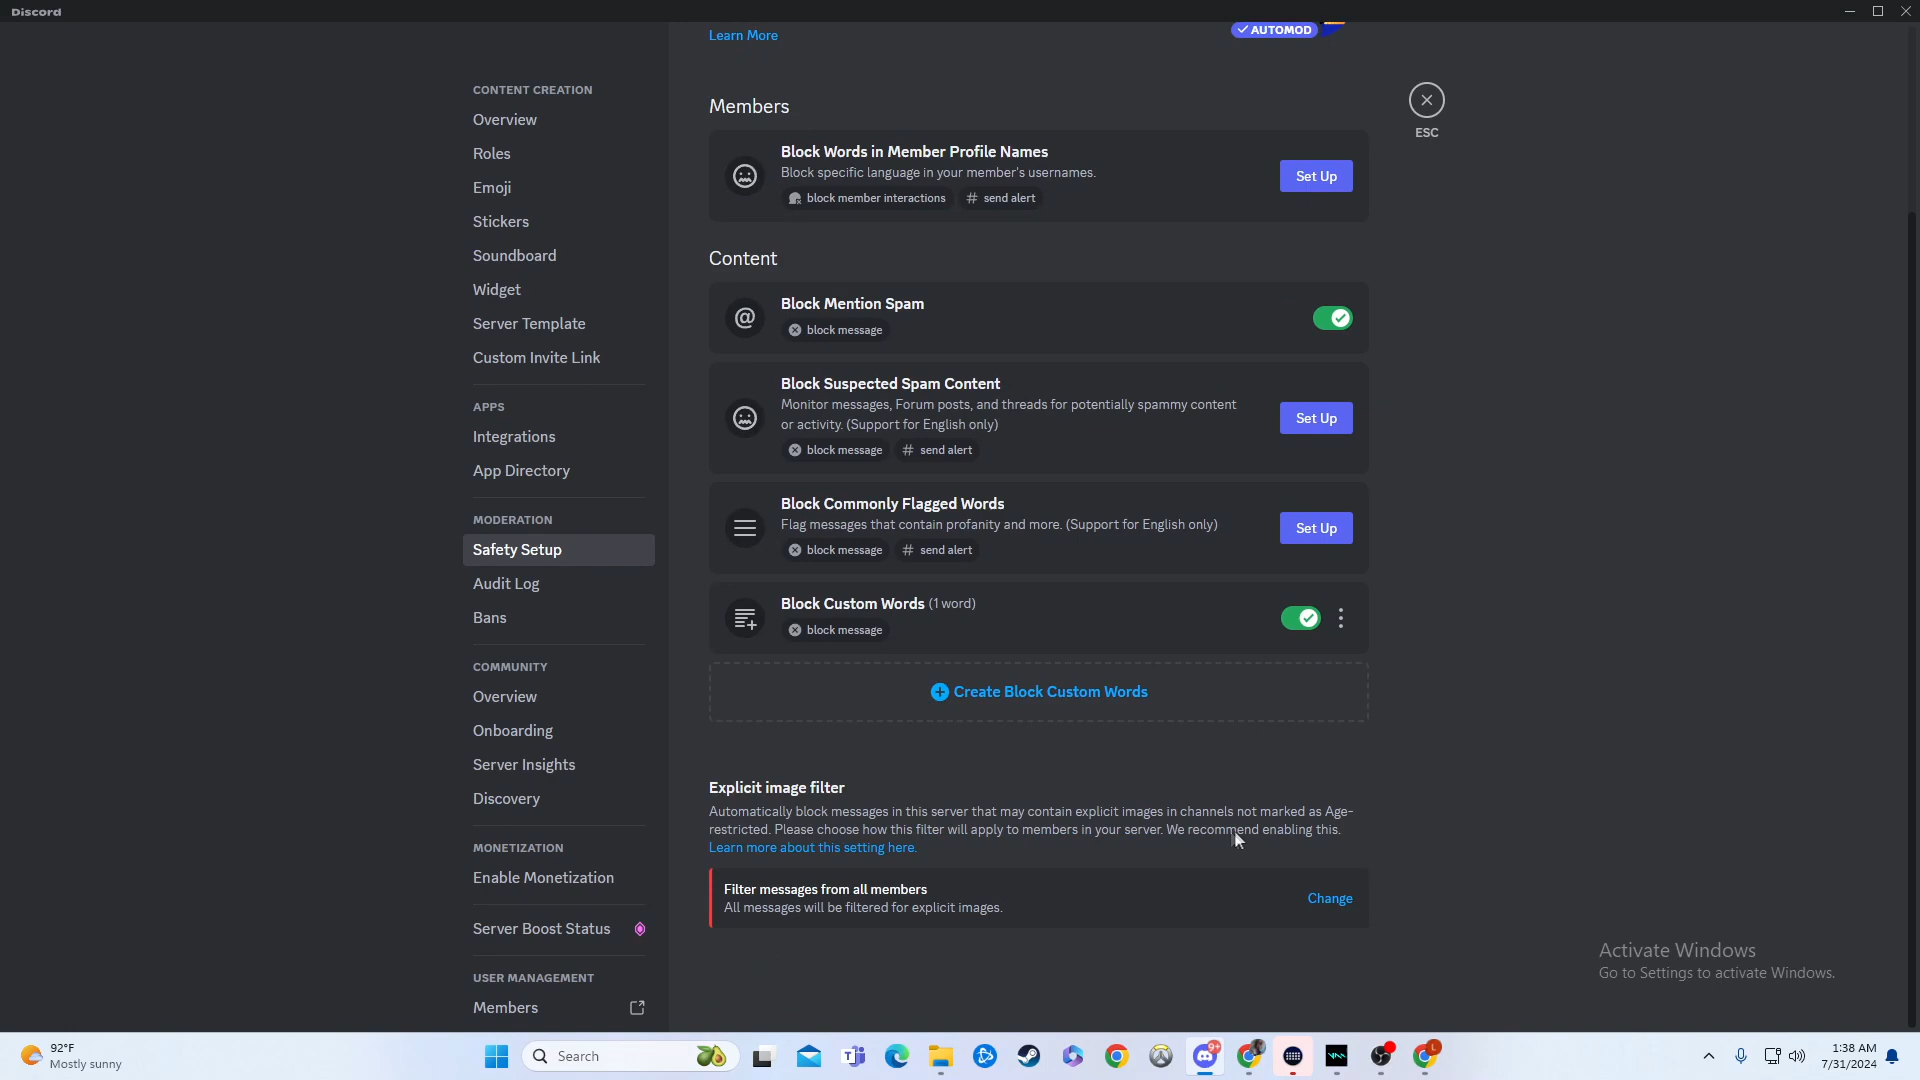 Discord
Learn More
AUTOMOD
CONTENT CREATION
Overview
Roles
Emoji
Stickers
Soundboard
Widget
Server Template
Custom Invite Link
APPS
Integrations
App Directory
MODERATION
Safety Setup
Audit Log
Bans
COMMUNITY
Overview
Onboarding
Server Insights
Discovery
MONETIZATION
Enable Monetization
Server Boost Status
USER MANAGEMENT
Members
Members
Block Words in Member Profile Names
Block specific language in your member's usernames.
block member interactions # send alert
Set Up
ESC
Content
Block Mention Spam
block message
Block Suspected Spam Content
Monitor messages, Forum posts, and threads for potentially spammy content
or activity. (Support for English only)
block message # send alert
Set Up
Block Commonly Flagged Words
Flag messages that contain profanity and more. (Support for English only)
block message # send alert
Set Up
Block Custom Words (1 word)
block message
Create Block Custom Words
Explicit image filter
Automatically block messages in this server that may contain explicit images in channels not marked as Age-
restricted. Please choose how this filter will apply to members in your server. We recommend enabling this.
Learn more about this setting here.
Filter messages from all members
All messages will be filtered for explicit images.
Change
Activate Windows
Go to Settings to activate Windows.
92°F
Mostly sunny
Search
9+
L
1:38 AM
7/31/2024